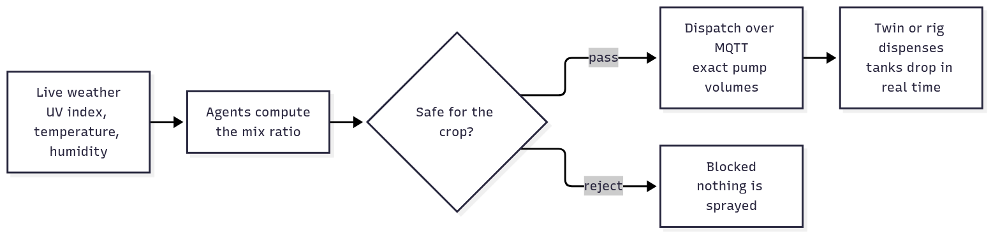 Live weather
UV index,
temperature,
humidity
Agents compute
the mix ratio
Safe for the
crop?
pass
Dispatch over
MQTT
exact pump
volumes
Twin or rig
dispenses
tanks drop in
real time
reject
Blocked
nothing is
sprayed